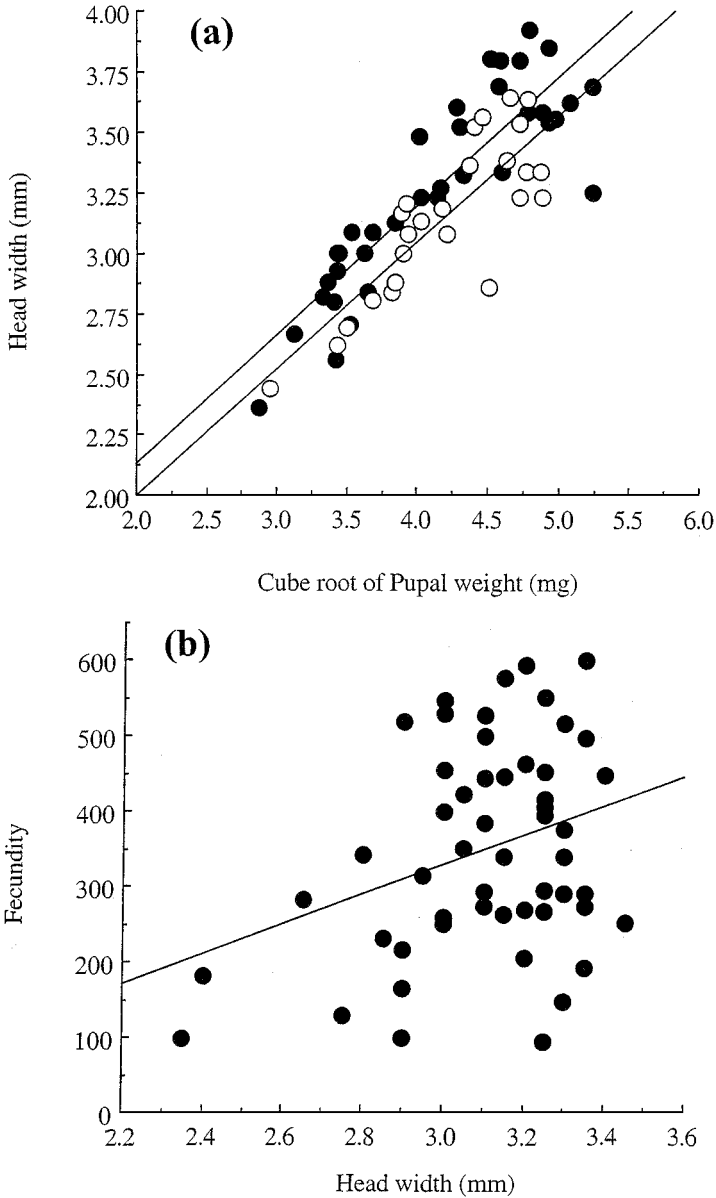 (a)
4.00
3.75
3.50
3.25
3.00
2.75
2.50
2.25
2.00
Head width (mm)
2.0 2.5 3.0 3.5 4.0 4.5 5.0 5.5 6.0
Cube root of Pupal weight (mg)
(b)
600
500
400
300
200
100
0
Fecundity
2.2 2.4 2.6 2.8 3.0 3.2 3.4 3.6
Head width (mm)